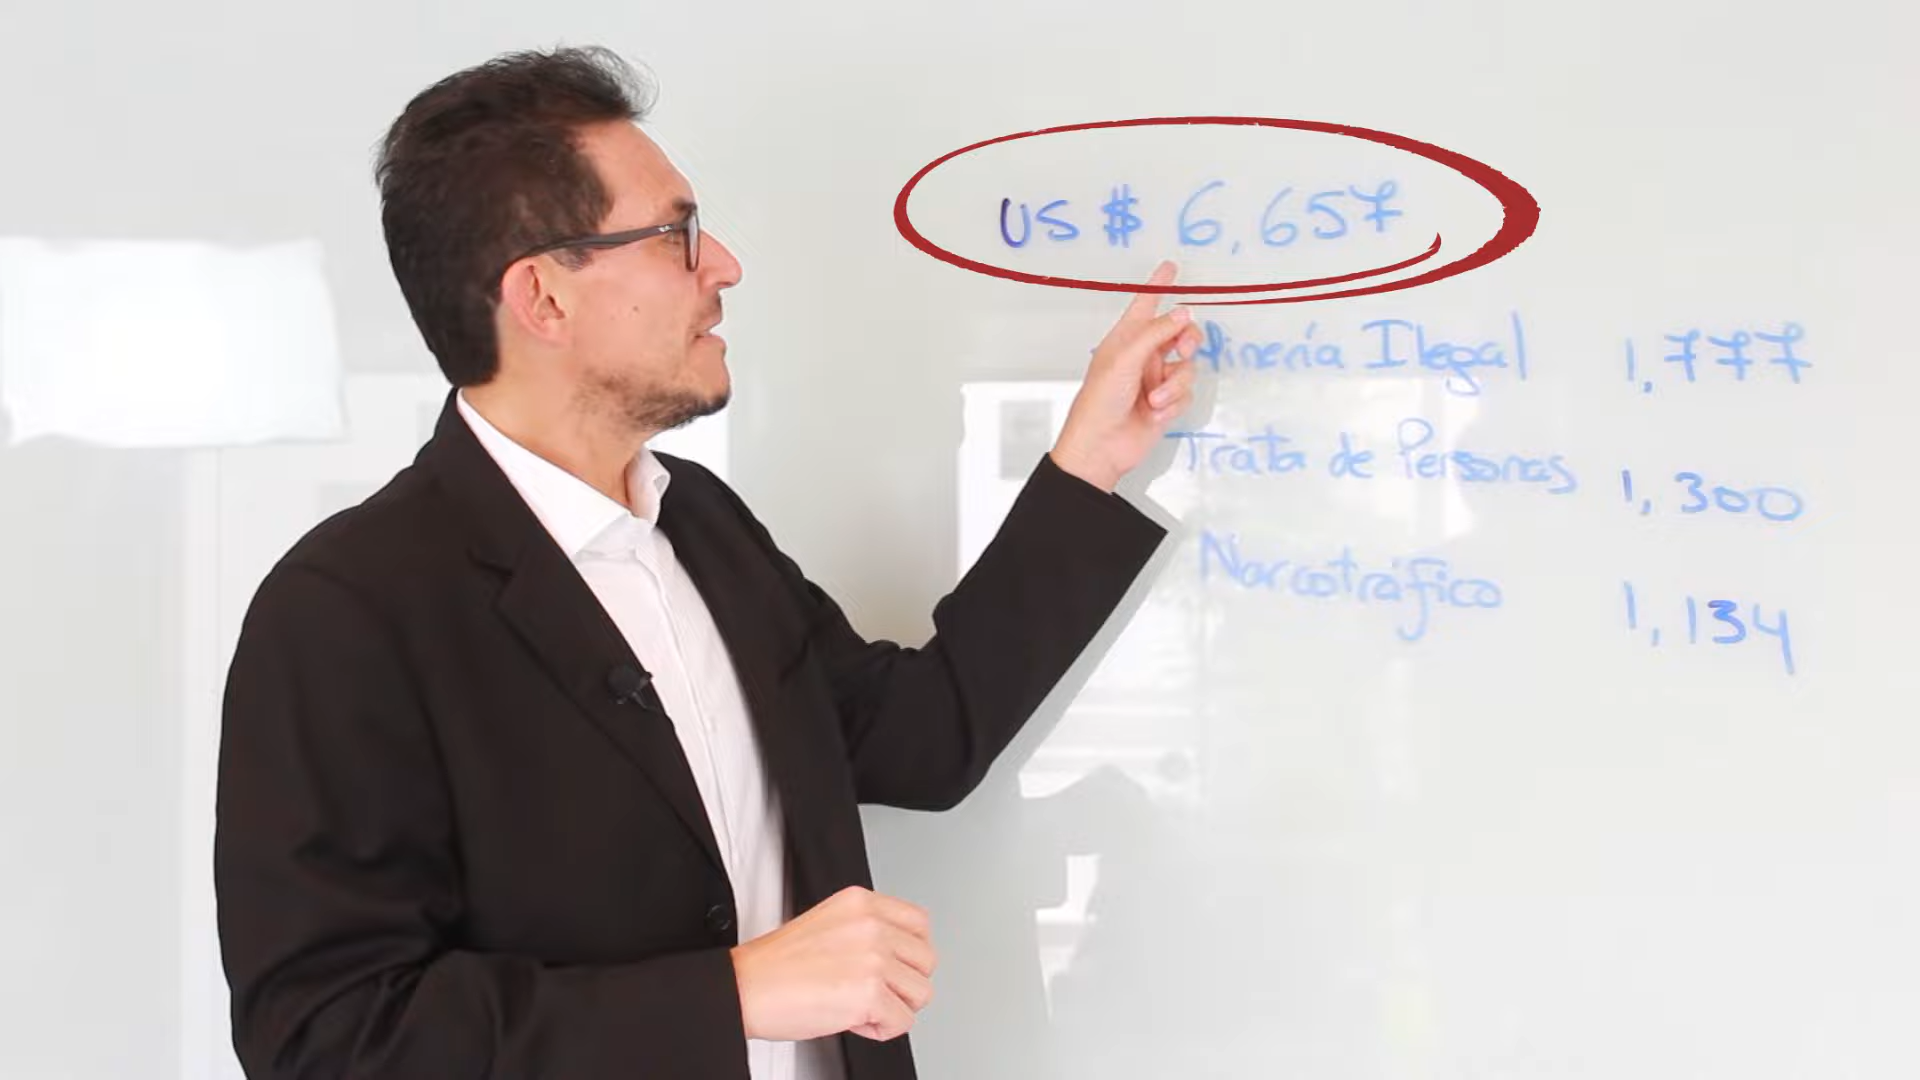 US $ 6,657
Minería Ilegal 1,777
Trata de Personas 1,300
Narcotráfico 1,134